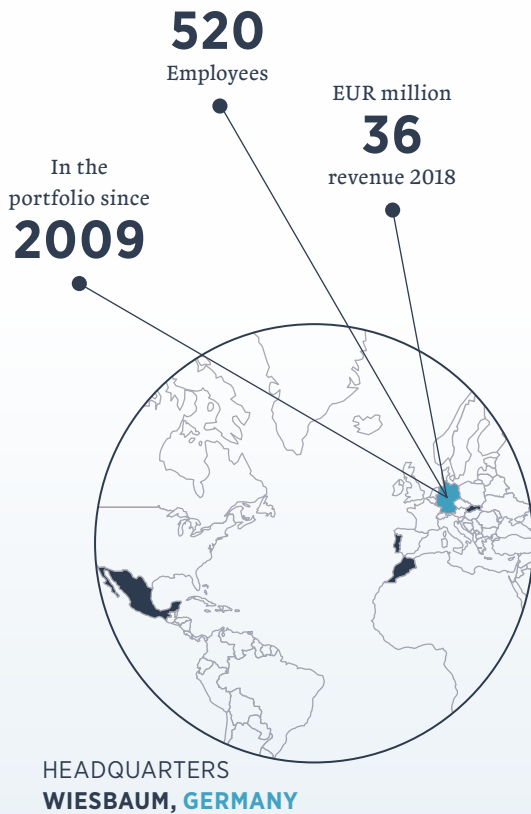 520
Employees
EUR million
36
revenue 2018
In the
portfolio since
2009
HEADQUARTERS
WIESBAUM, GERMANY